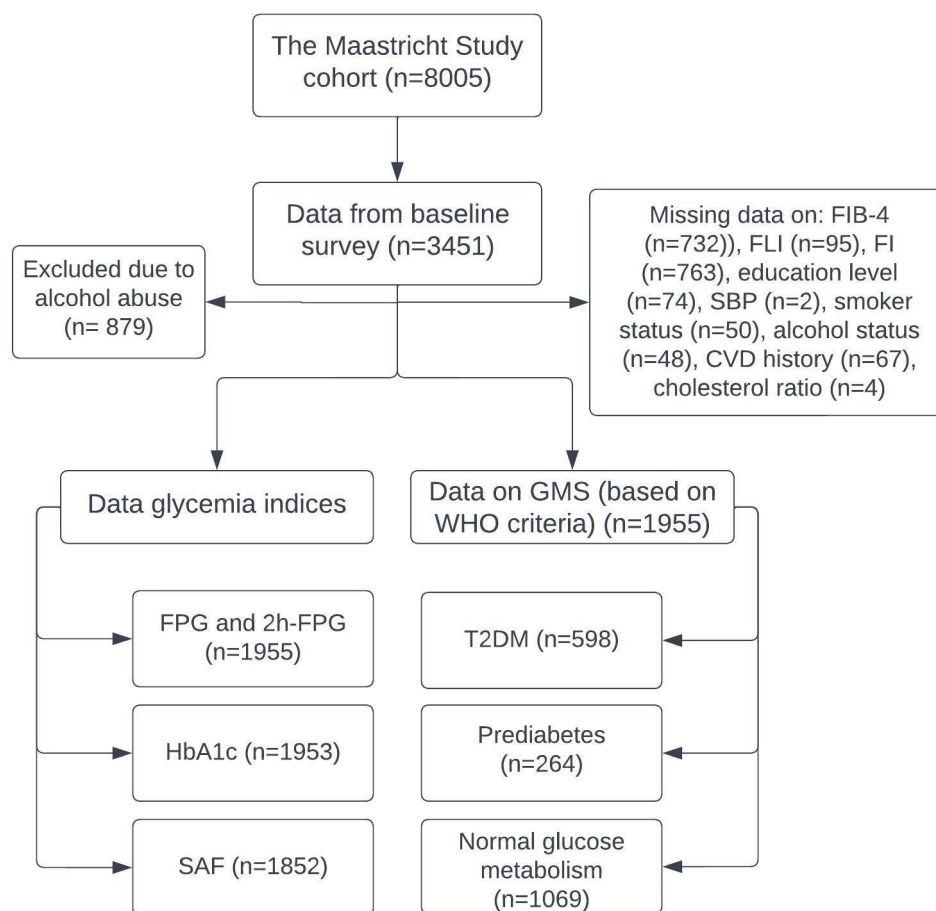 The Maastricht Study
cohort (n=8005)
Data from baseline
survey (n=3451)
Missing data on: FIB-4
(n=732)), FLI (n=95), FI
(n=763), education level
(n=74), SBP (n=2), smoker
status (n=50), alcohol status
(n=48), CVD history (n=67),
cholesterol ratio (n=4)
Excluded due to
alcohol abuse
(n= 879)
Data glycemia indices
Data on GMS (based on
WHO criteria) (n=1955)
FPG and 2h-FPG
(n=1955)
T2DM (n=598)
HbA1c (n=1953)
Prediabetes
(n=264)
SAF (n=1852)
Normal glucose
metabolism
(n=1069)